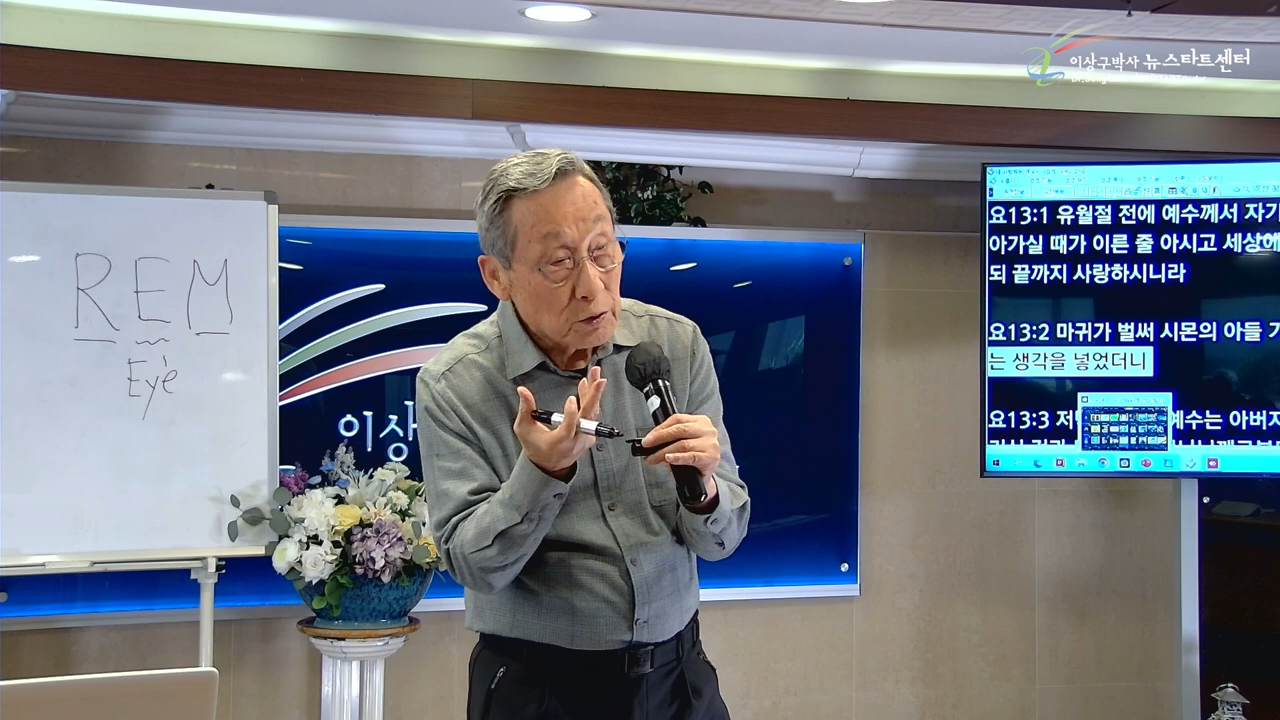 이상구박사 뉴스타트센터
REM
Eye
이상
요13:1 유월절 전에 예수께서 자기
아가실 때가 이른 줄 아시고 세상에
되 끝까지 사랑하시니라
요13:2 마귀가 벌써 시몬의 아들
는 생각을 넣었더니
요13:3 예수는 아버지